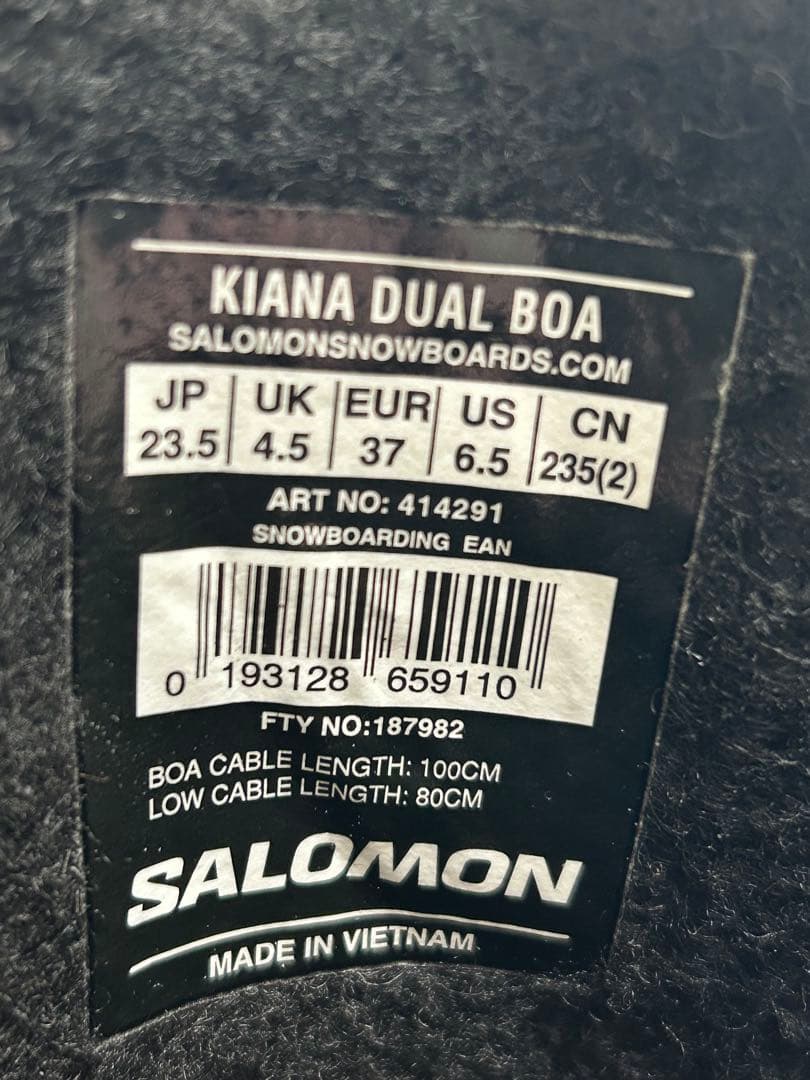 KIANA DUAL BOA
SALOMONSNOWBOARDS.COM
JP UK EUR US CN
23.5 4.5 37 6.5 235(2)
ART NO: 414291
SNOWBOARDING EAN
0 193128 659110
FTY NO:187982
BOA CABLE LENGTH: 100CM
LOW CABLE LENGTH: 80CM
SALOMON
MADE IN VIETNAM